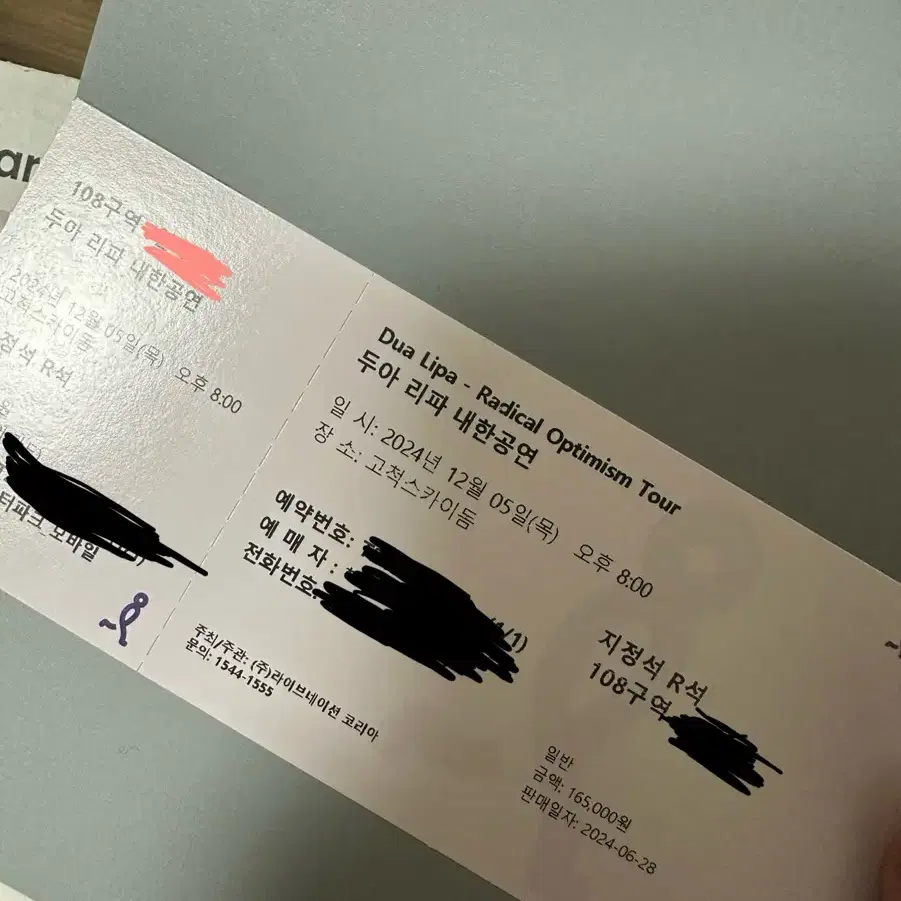 ar
108구역
두아 리파 내한공연
2024년 12월 05일(목) 오후 8:00
고척스카이돔
정석 R석
월
터파크 모바일
Dua Lipa - Radical Optimism Tour
두아 리파 내한공연
일 시: 2024년 12월 05일(목) 오후 8:00
장 소: 고척스카이돔
예약번호:
예 매 자 :
전화번호:
/1)
지정석 R석
108구역
주최/주관: (주)라이브네이션 코리아
문의: 1544-1555
일반
금액: 165,000원
판매일자: 2024-06-28